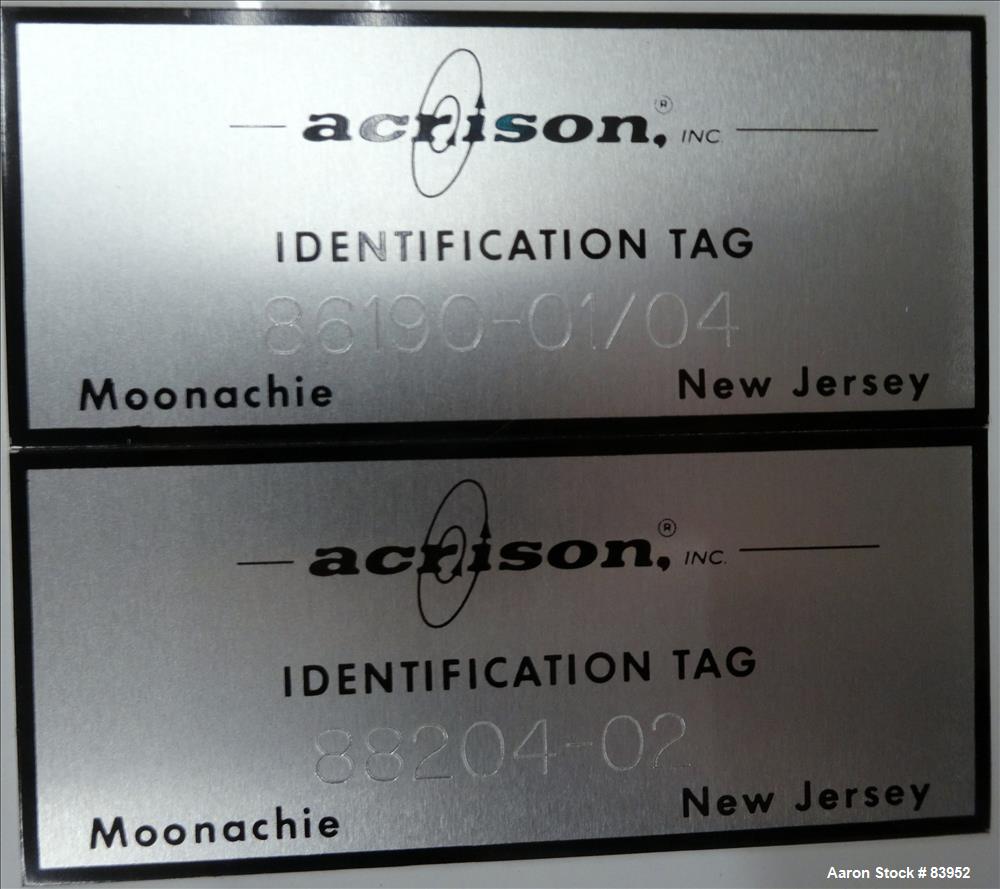 acrison,® INC
IDENTIFICATION TAG
86190-01/04
Moonachie New Jersey
acrison,® INC.
IDENTIFICATION TAG
88204-02
Moonachie New Jersey
Aaron Stock # 83952